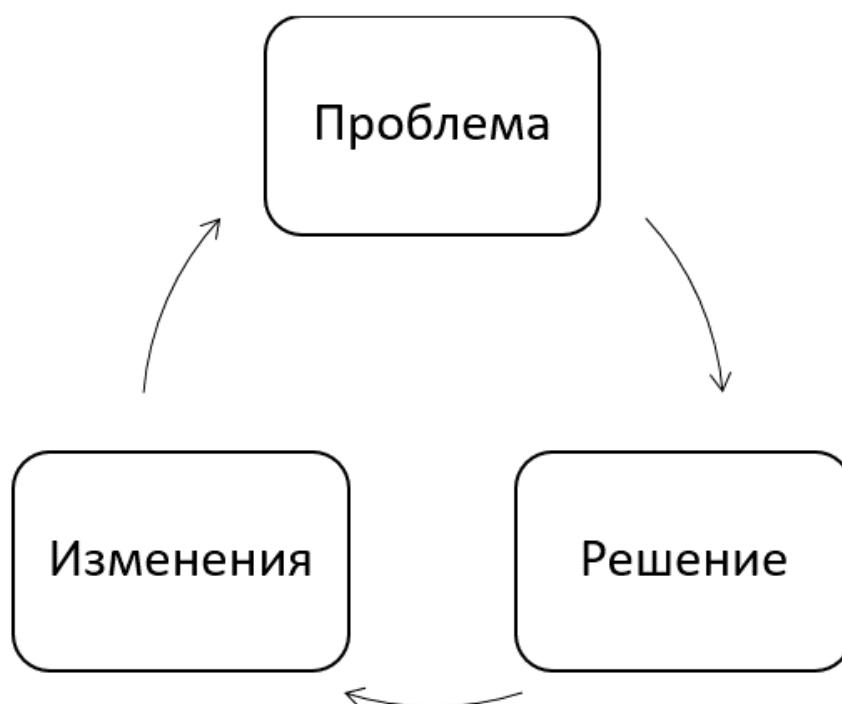 Проблема
Изменения
Решение